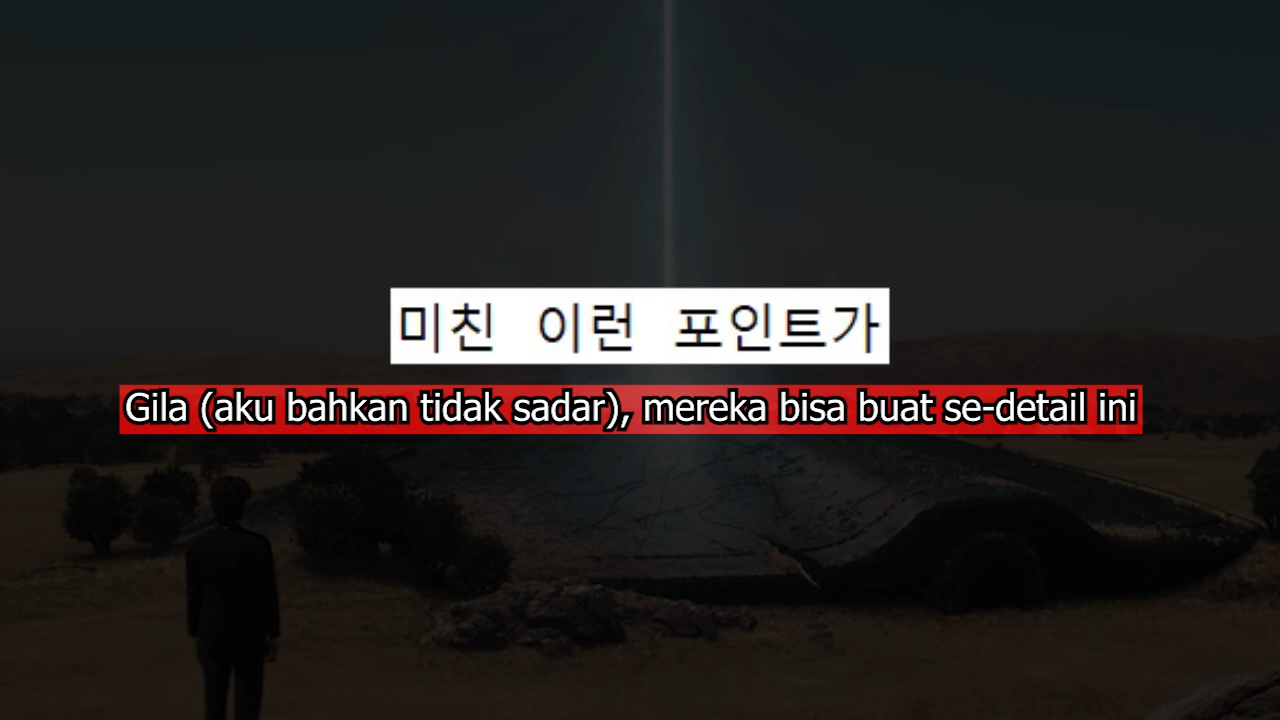 미친 이런 포인트가
Gila (aku bahkan tidak sadar), mereka bisa buat se-detail ini